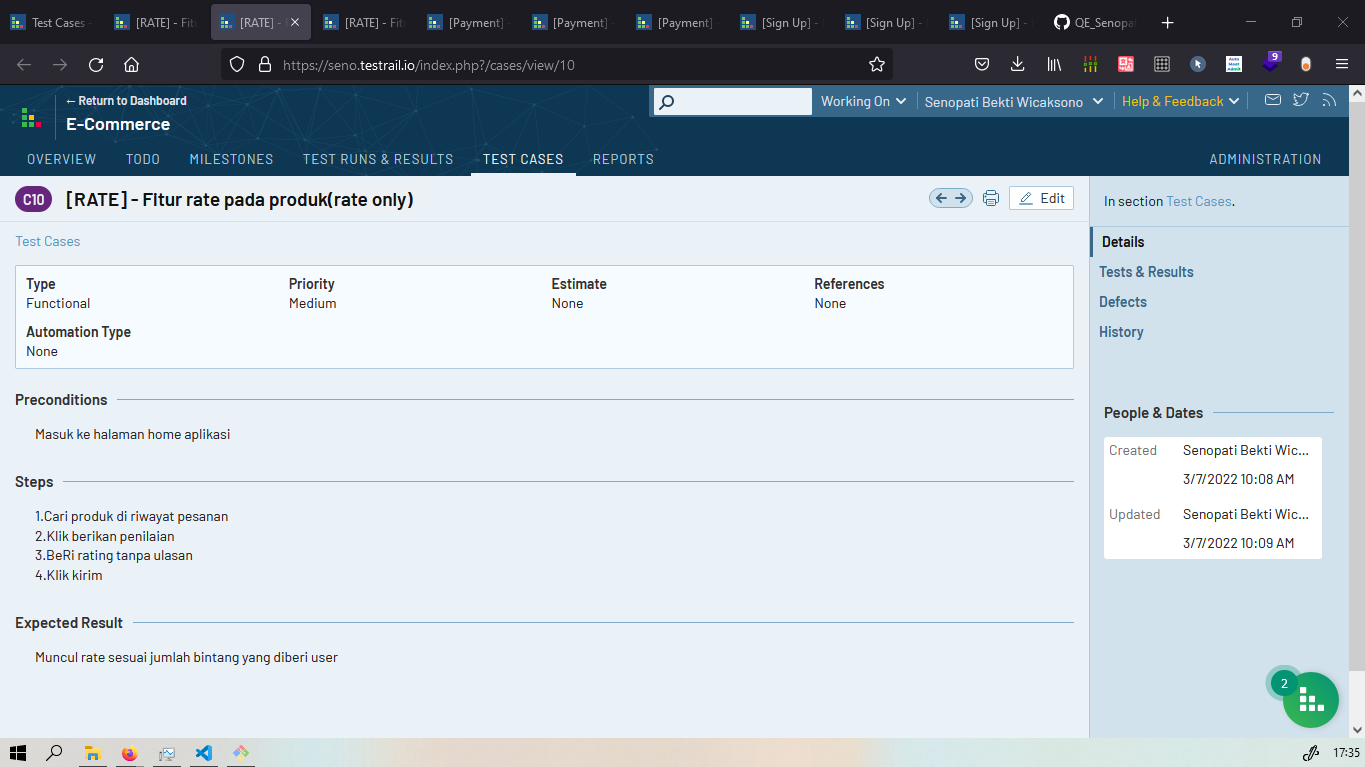 Test Cases -
[RATE] - Fit
[RATE] -
[RATE] - Fit
[Payment]
[Payment]
[Payment]
[Sign Up] -
[Sign Up] -
[Sign Up] -
QE_Senopa
https://seno.testrail.io/index.php?/cases/view/10
9
← Return to Dashboard
E-Commerce
Working On
Senopati Bekti Wicaksono
Help & Feedback
OVERVIEW TODO MILESTONES TEST RUNS & RESULTS TEST CASES REPORTS ADMINISTRATION
C10 [RATE] - Fitur rate pada produk(rate only)
Edit
In section Test Cases.
Test Cases
Details
Tests & Results
Defects
History
Type Priority Estimate References
Functional Medium None None
Automation Type
None
Preconditions
Masuk ke halaman home aplikasi
Steps
1.Cari produk di riwayat pesanan
2.Klik berikan penilaian
3.BeRi rating tanpa ulasan
4.Klik kirim
Expected Result
Muncul rate sesuai jumlah bintang yang diberi user
People & Dates
Created Senopati Bekti Wic...
3/7/2022 10:08 AM
Updated Senopati Bekti Wic...
3/7/2022 10:09 AM
2
17:35